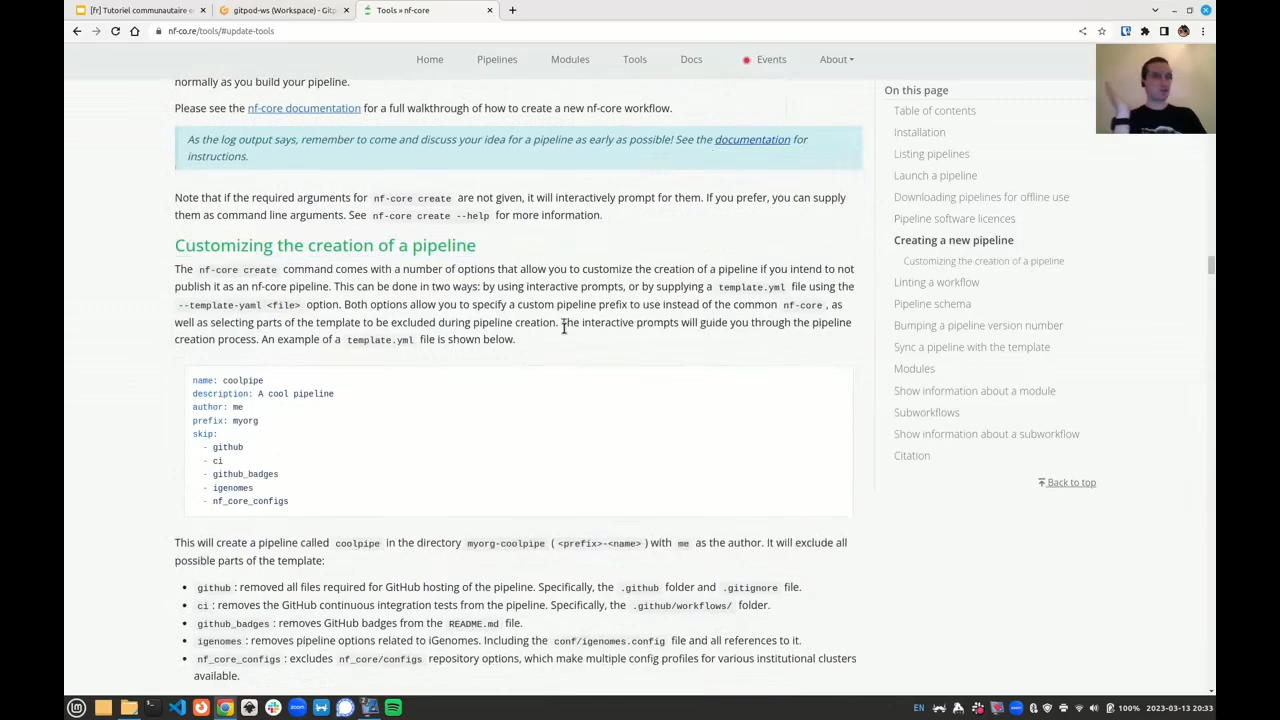 [fr] Tutoriel communautaire e
gitpod-ws (Workspace) - Gitp
Tools » nf-core
nf-co.re/tools/#update-tools
Home
Pipelines
Modules
Tools
Docs
Events
About
normally as you build your pipeline.
Please see the nf-core documentation for a full walkthrough of how to create a new nf-core workflow.
As the log output says, remember to come and discuss your idea for a pipeline as early as possible! See the documentation for
instructions.
Note that if the required arguments for nf-core create are not given, it will interactively prompt for them. If you prefer, you can supply
them as command line arguments. See nf-core create --help for more information.
Customizing the creation of a pipeline
The nf-core create command comes with a number of options that allow you to customize the creation of a pipeline if you intend to not
publish it as an nf-core pipeline. This can be done in two ways: by using interactive prompts, or by supplying a template.yml file using the
--template-yaml <file> option. Both options allow you to specify a custom pipeline prefix to use instead of the common nf-core, as
well as selecting parts of the template to be excluded during pipeline creation. The interactive prompts will guide you through the pipeline
creation process. An example of a template.yml file is shown below.
name: coolpipe
description: A cool pipeline
author: me
prefix: myorg
skip:
- github
- ci
- github_badges
- igenomes
- nf_core_configs
This will create a pipeline called coolpipe in the directory myorg-coolpipe (<prefix>-<name>) with me as the author. It will exclude all
possible parts of the template:
• github: removed all files required for GitHub hosting of the pipeline. Specifically, the .github folder and .gitignore file.
• ci: removes the GitHub continuous integration tests from the pipeline. Specifically, the .github/workflows/ folder.
• github_badges: removes GitHub badges from the README.md file.
• igenomes: removes pipeline options related to iGenomes. Including the conf/igenomes.config file and all references to it.
• nf_core_configs: excludes nf_core/configs repository options, which make multiple config profiles for various institutional clusters
available.
On this page
Table of contents
Installation
Listing pipelines
Launch a pipeline
Downloading pipelines for offline use
Pipeline software licences
Creating a new pipeline
Customizing the creation of a pipeline
Linting a workflow
Pipeline schema
Bumping a pipeline version number
Sync a pipeline with the template
Modules
Show information about a module
Subworkflows
Show information about a subworkflow
Citation
Back to top
EN
100%
2023-03-13 20:33